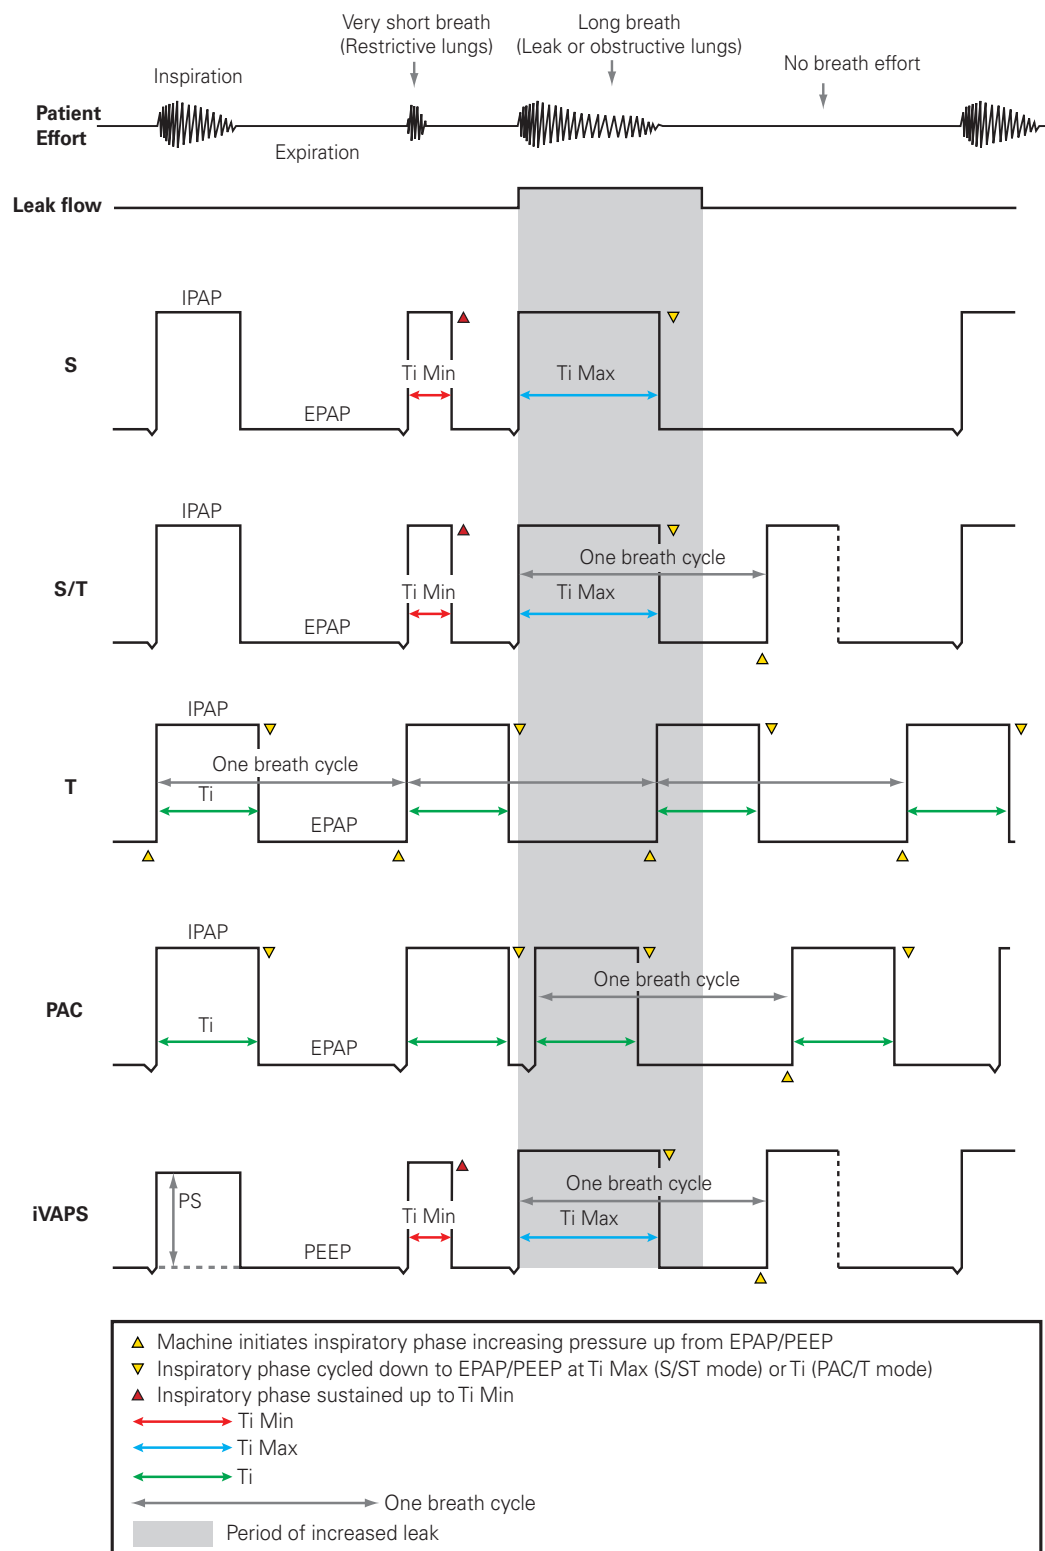 Very short breath
(Restrictive lungs)
Long breath
(Leak or obstructive lungs)
No breath effort
Inspiration
Patient
Effort
Expiration
Leak flow
IPAP
S
Ti Min
Ti Max
EPAP
IPAP
One breath cycle
S/T
Ti Min
Ti Max
EPAP
IPAP
One breath cycle
T
Ti
EPAP
IPAP
One breath cycle
PAC
Ti
EPAP
One breath cycle
PS
iVAPS
Ti Min
Ti Max
PEEP
Machine initiates inspiratory phase increasing pressure up from EPAP/PEEP
Inspiratory phase cycled down to EPAP/PEEP at Ti Max (S/ST mode) or Ti (PAC/T mode)
Inspiratory phase sustained up to Ti Min
Ti Min
Ti Max
Ti
One breath cycle
Period of increased leak